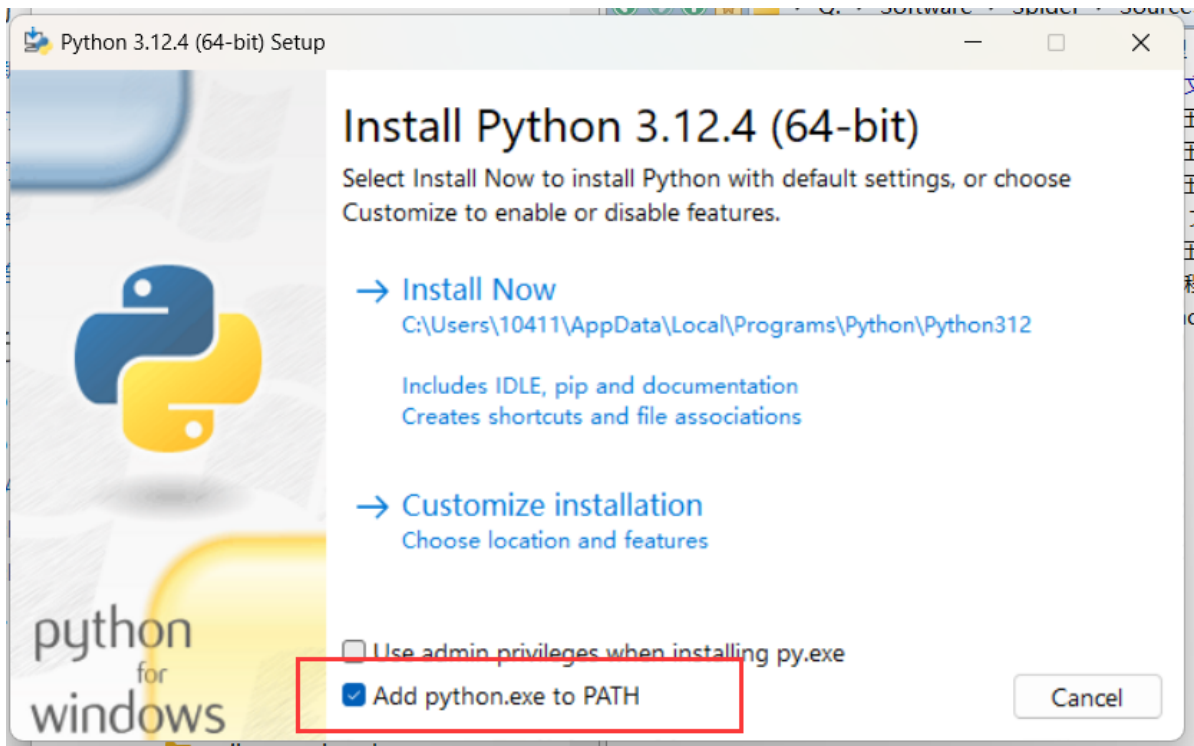 Q: › Software › Spider › Source
Python 3.12.4 (64-bit) Setup
Install Python 3.12.4 (64-bit)
Select Install Now to install Python with default settings, or choose
Customize to enable or disable features.
Install Now
C:\Users\10411\AppData\Local\Programs\Python\Python312
Includes IDLE, pip and documentation
Creates shortcuts and file associations
Customize installation
Choose location and features
Use admin privileges when installing py.exe
Add python.exe to PATH
Cancel
python
for
windows